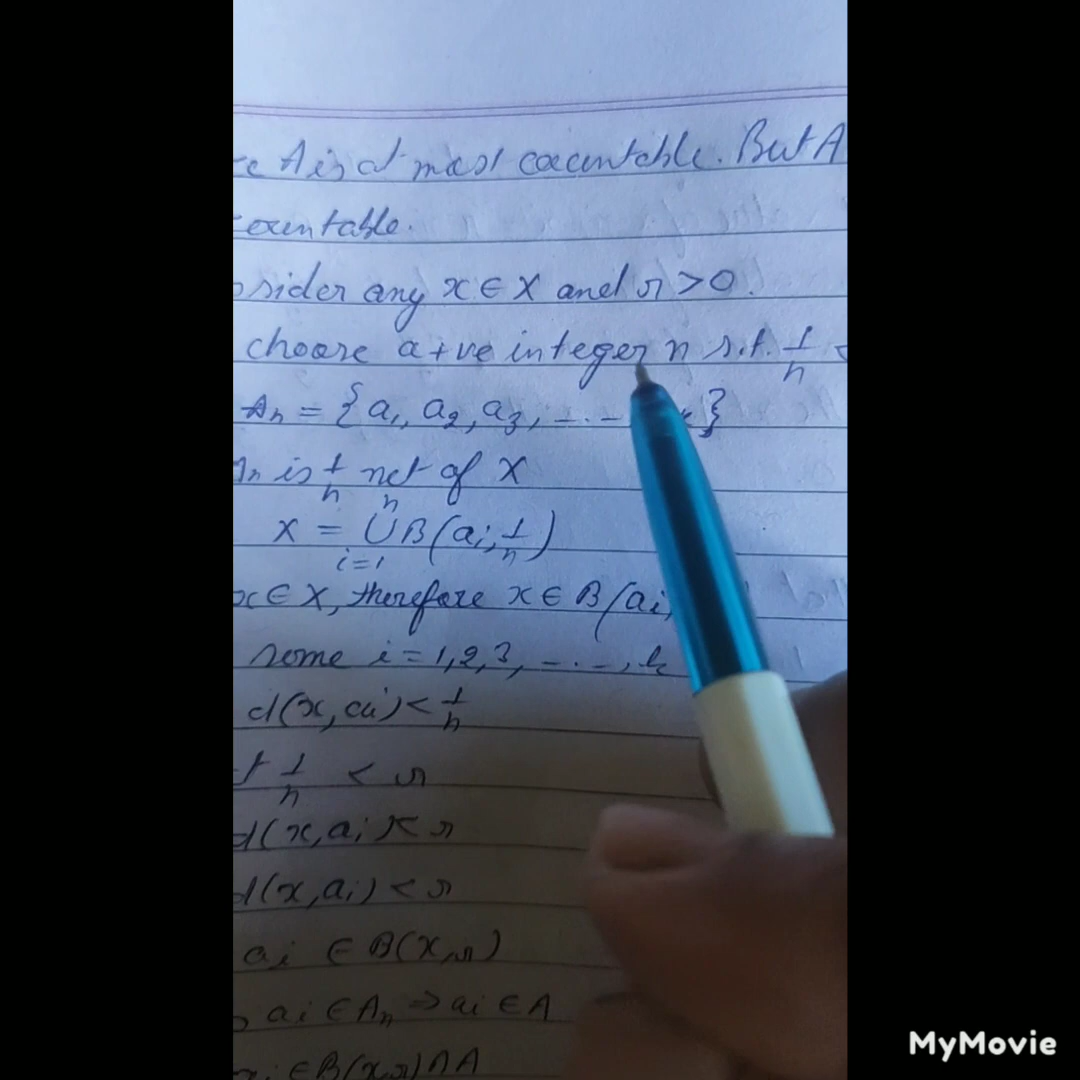 A is at most countable. But A
countable.
sider any x ∈ X and r > 0.
choose a +ve integer n s.t. 1/n <
An = {a1, a2, a3, -.-- }
An is 1/n net of X
X = ⋃ⁿᵢ₌₁ B(ai, 1/n)
x ∈ X, therefore x ∈ B(ai,
some i = 1,2,3, -.--, k
d(x, ai) < 1/n
1/n < r
d(x, ai) < r
d(x, ai) < r
ai ∈ B(x, r)
ai ∈ An ⇒ ai ∈ A
∈ B(x, r) ∩ A
MyMovie